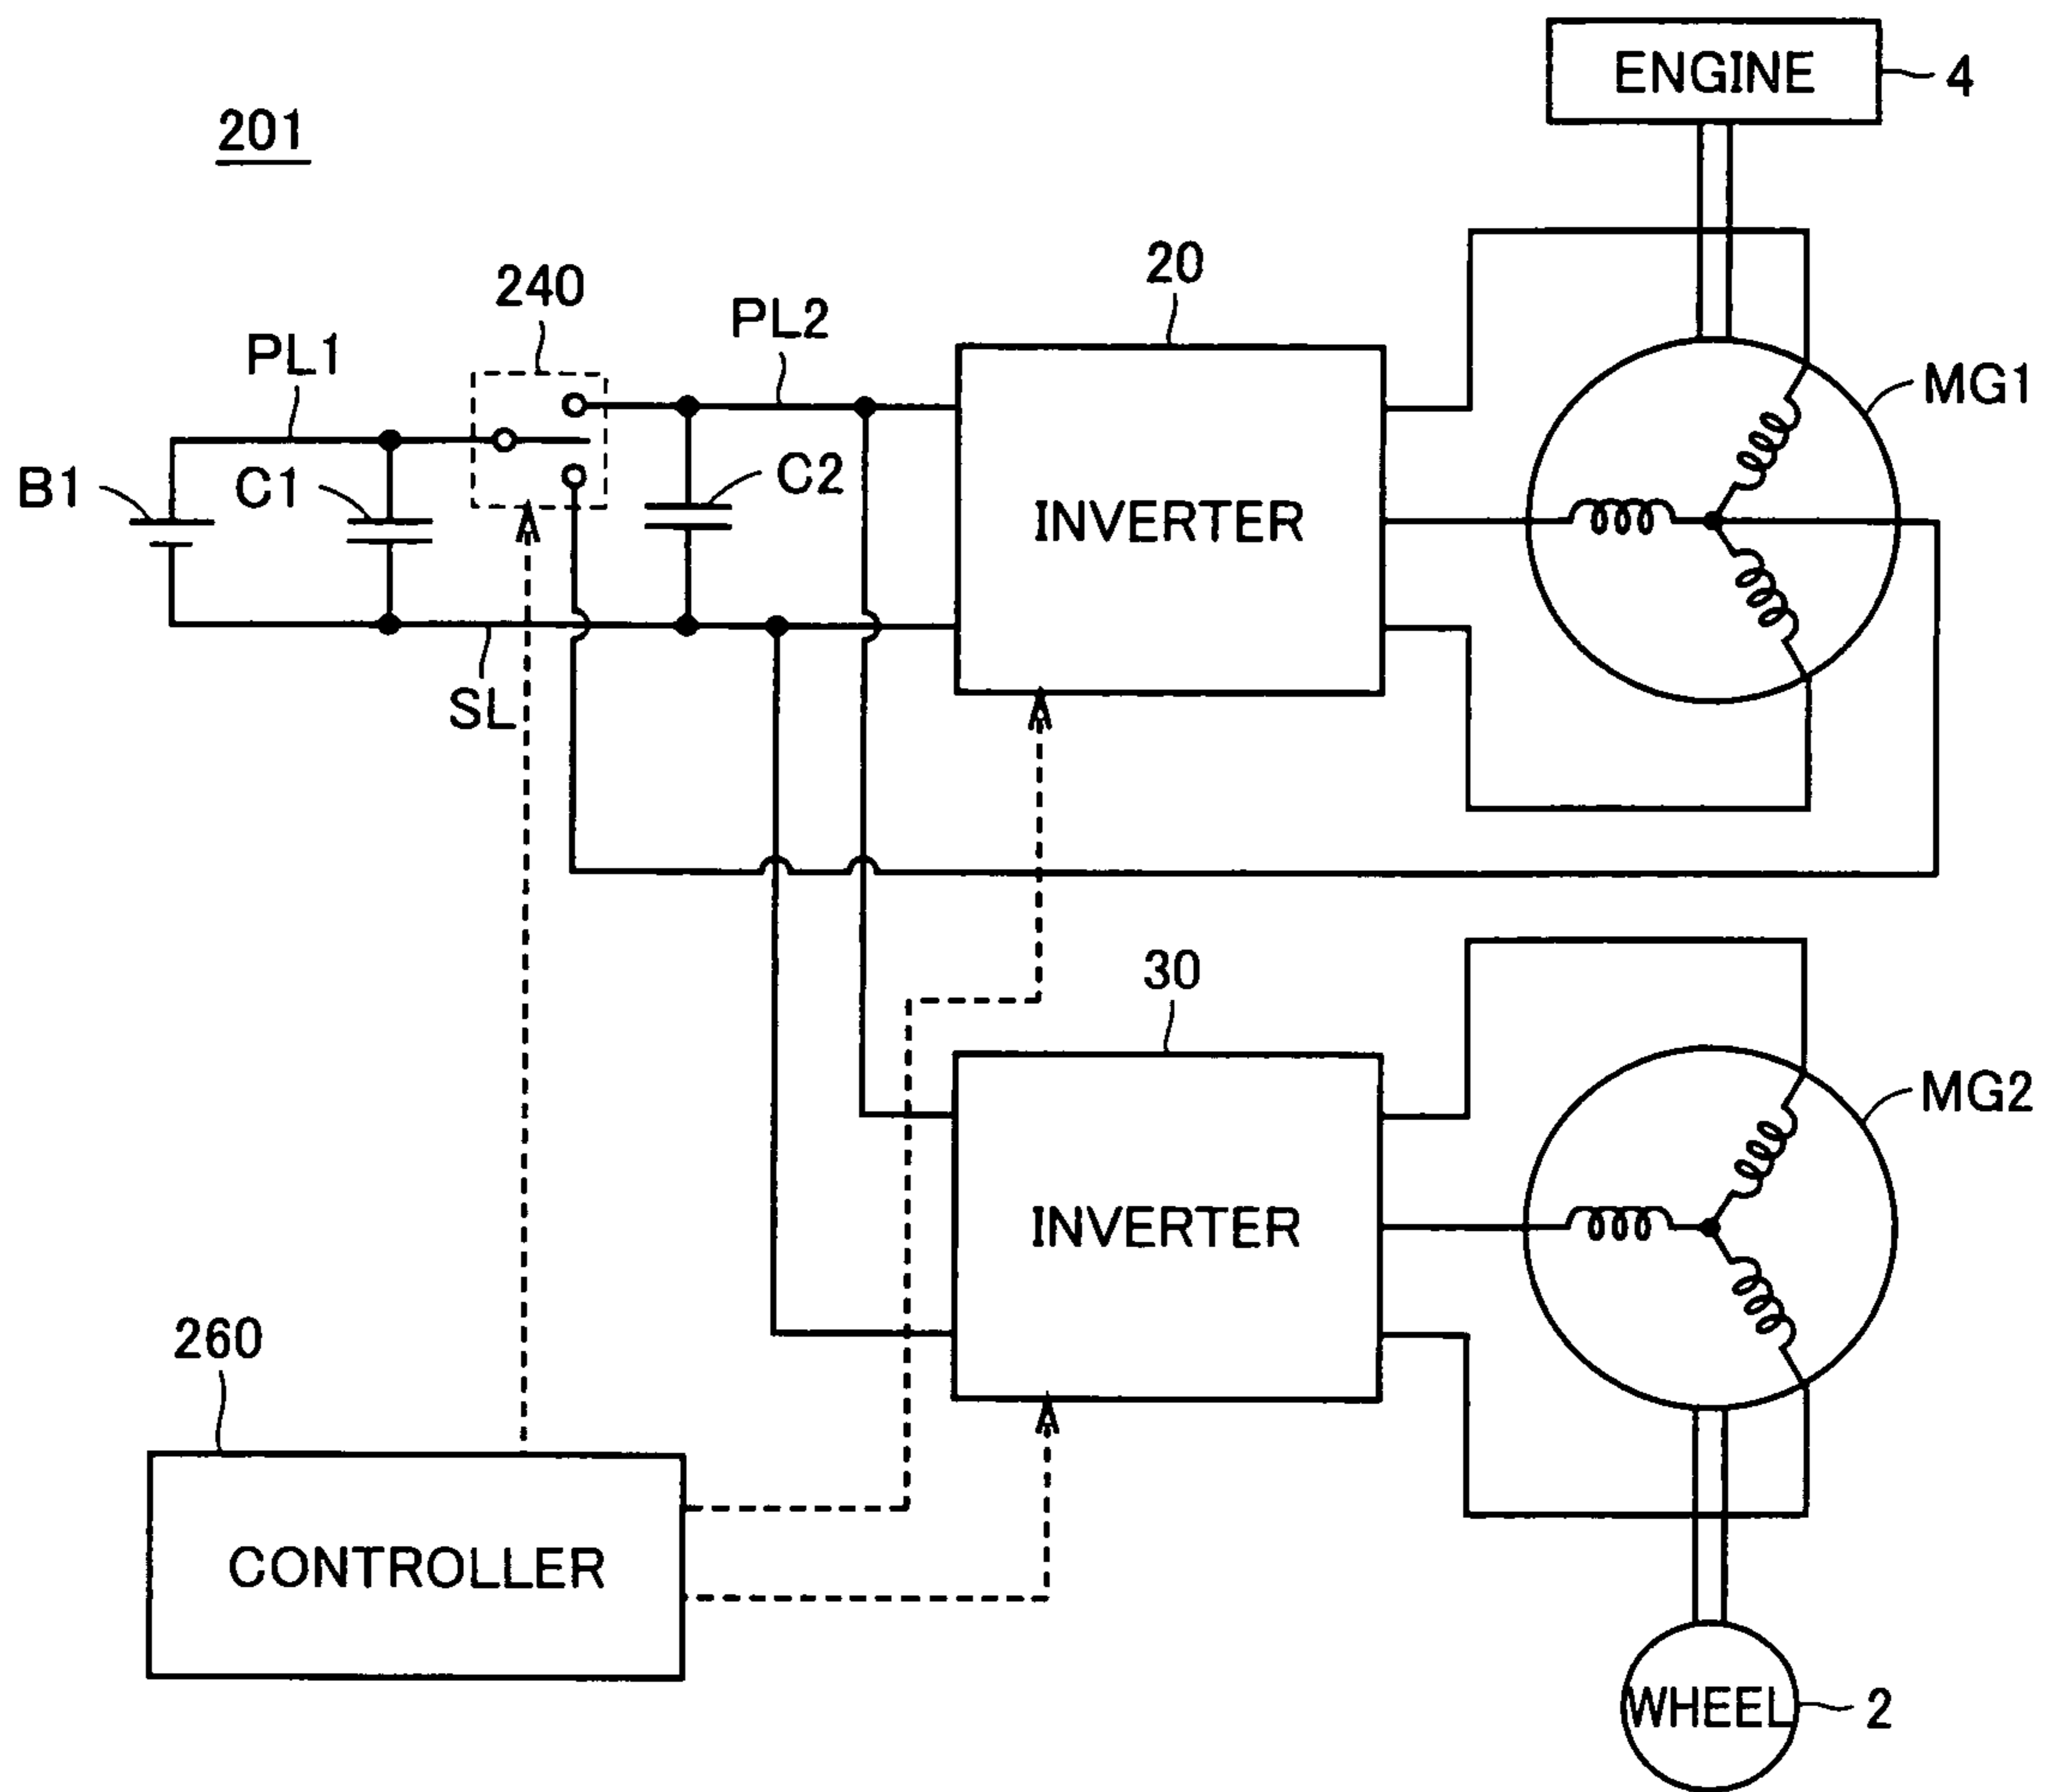 ENGINE
4
201
20
240
PL2
PL1
MG1
B1
C1
C2
INVERTER
SL
30
MG2
INVERTER
260
CONTROLLER
WHEEL
2